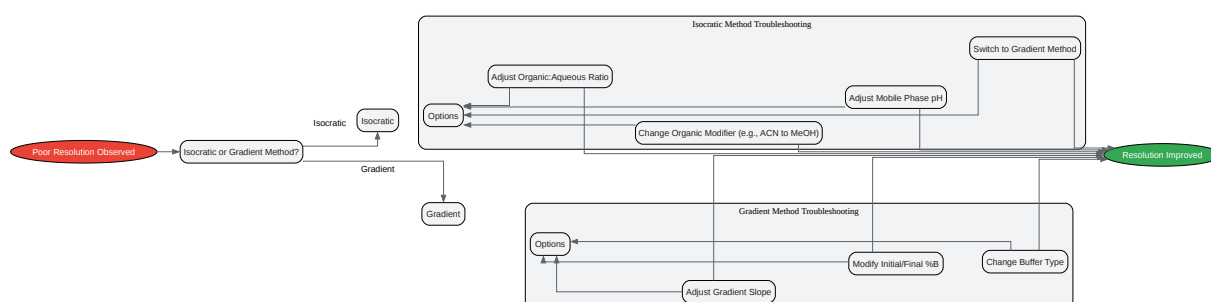 Isocratic Method Troubleshooting
Switch to Gradient Method
Adjust Organic:Aqueous Ratio
Adjust Mobile Phase pH
Options
Isocratic
Isocratic
Change Organic Modifier (e.g., ACN to MeOH)
Poor Resolution Observed
Isocratic or Gradient Method?
Resolution Improved
Gradient
Gradient
Gradient Method Troubleshooting
Options
Modify Initial/Final %B
Change Buffer Type
Adjust Gradient Slope